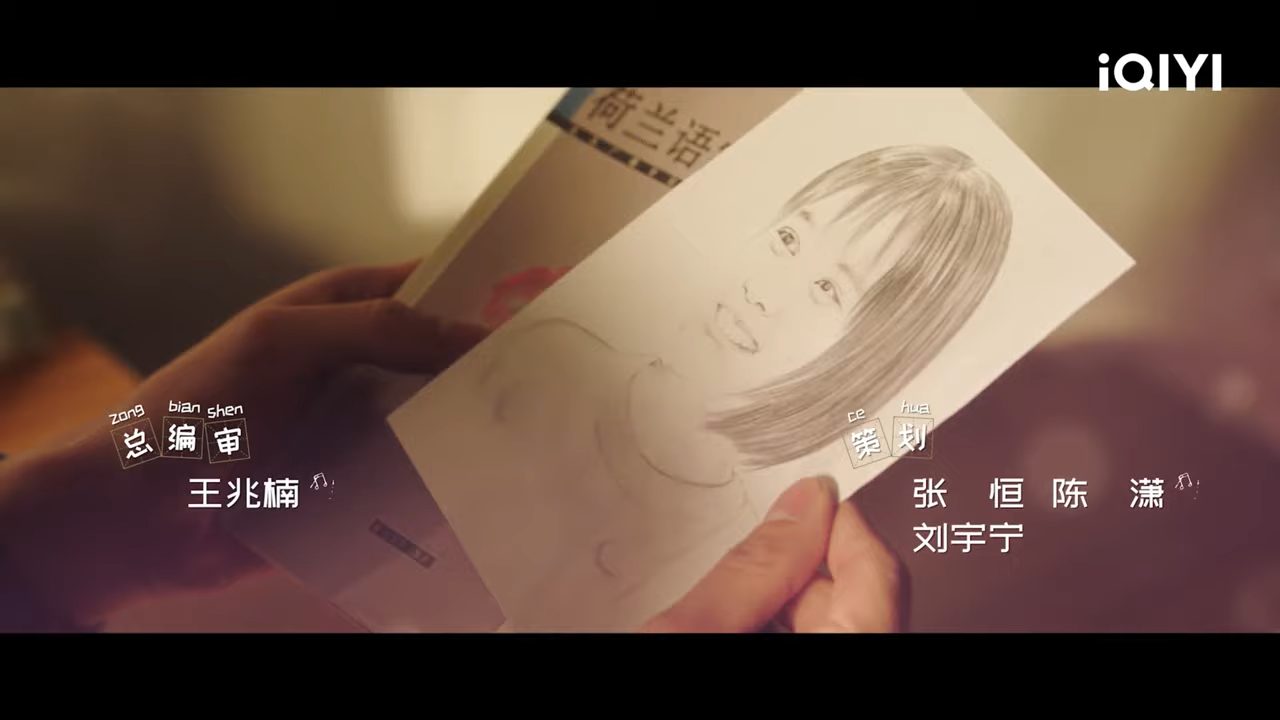 iQIYI
荷兰语
zong bian shen
总编审
王兆楠
ce hua
策划
张 恒 陈 潇
刘宇宁